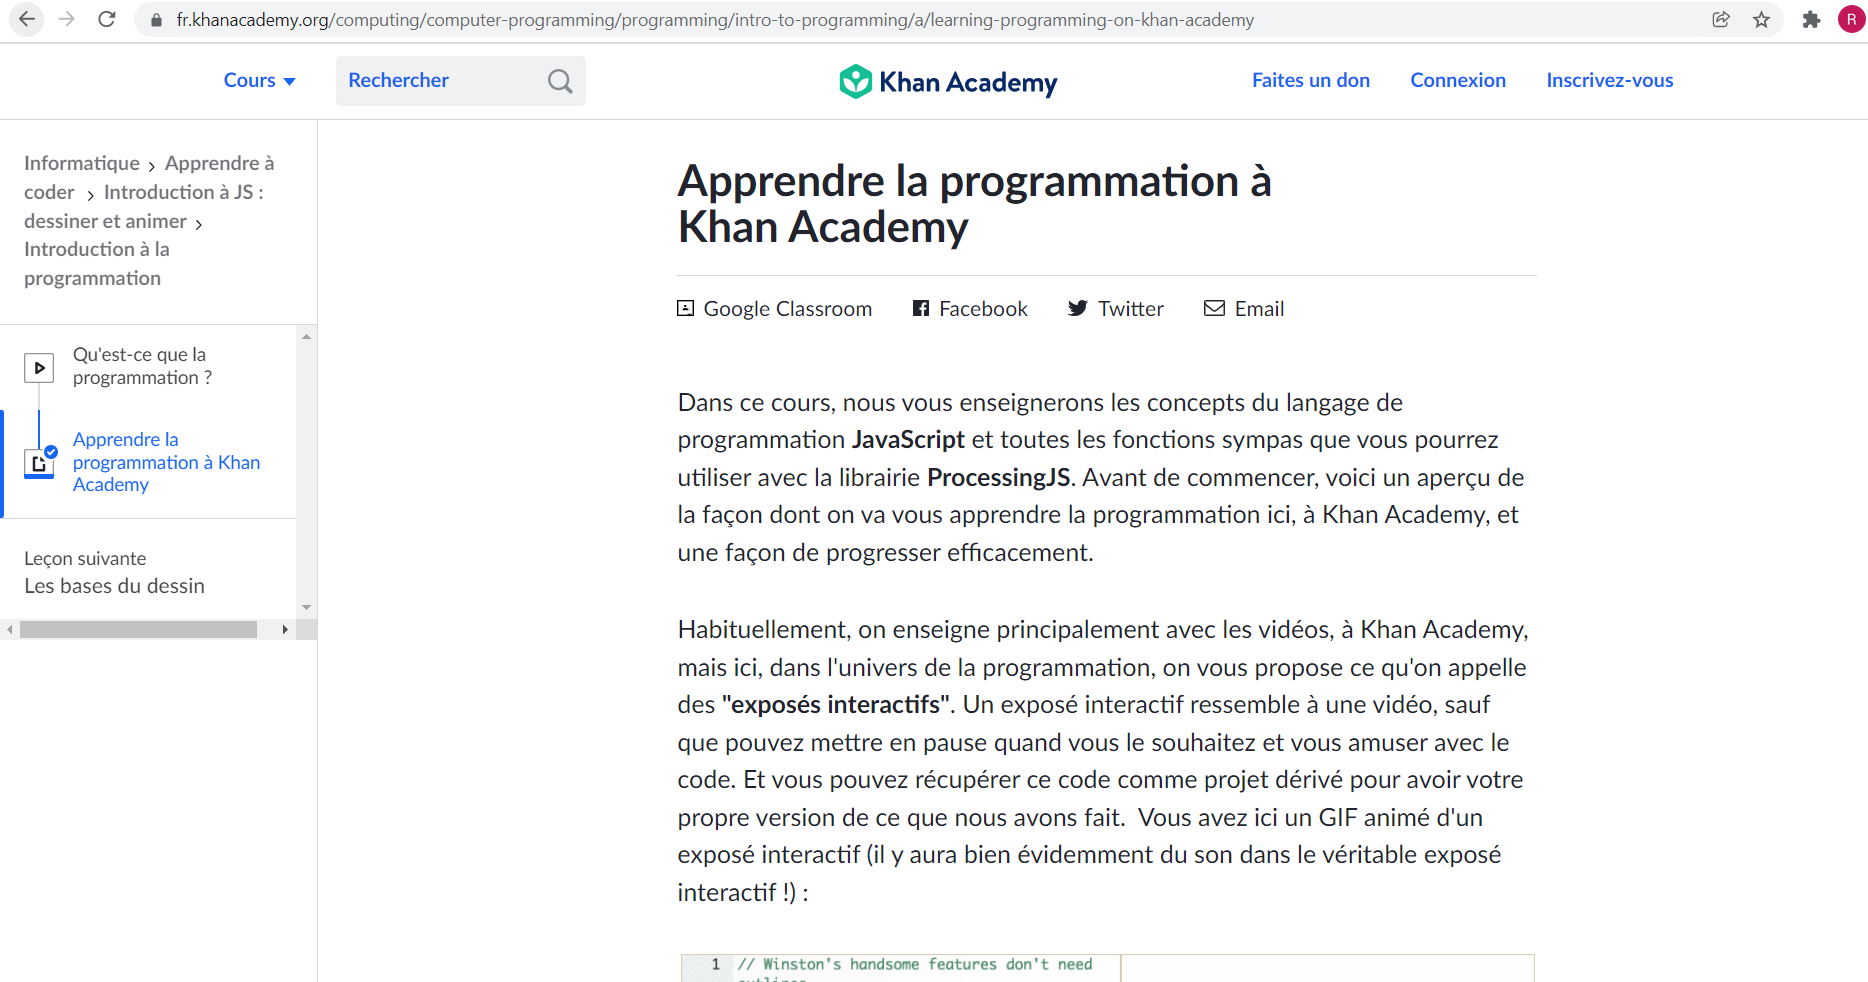 fr.khanacademy.org/computing/computer-programming/programming/intro-to-programming/a/learning-programming-on-khan-academy
R
Cours
Rechercher
Khan Academy
Faites un don
Connexion
Inscrivez-vous
Informatique > Apprendre à
coder > Introduction à JS :
dessiner et animer >
Introduction à la
programmation
Qu'est-ce que la
programmation ?
Apprendre la
programmation à Khan
Academy
Leçon suivante
Les bases du dessin
Apprendre la programmation à
Khan Academy
Google Classroom
Facebook
Twitter
Email
Dans ce cours, nous vous enseignerons les concepts du langage de
programmation JavaScript et toutes les fonctions sympas que vous pourrez
utiliser avec la librairie ProcessingJS. Avant de commencer, voici un aperçu de
la façon dont on va vous apprendre la programmation ici, à Khan Academy, et
une façon de progresser efficacement.
Habituellement, on enseigne principalement avec les vidéos, à Khan Academy,
mais ici, dans l'univers de la programmation, on vous propose ce qu'on appelle
des "exposés interactifs". Un exposé interactif ressemble à une vidéo, sauf
que pouvez mettre en pause quand vous le souhaitez et vous amuser avec le
code. Et vous pouvez récupérer ce code comme projet dérivé pour avoir votre
propre version de ce que nous avons fait.  Vous avez ici un GIF animé d'un
exposé interactif (il y aura bien évidemment du son dans le véritable exposé
interactif !) :
1 // Winston's handsome features don't need